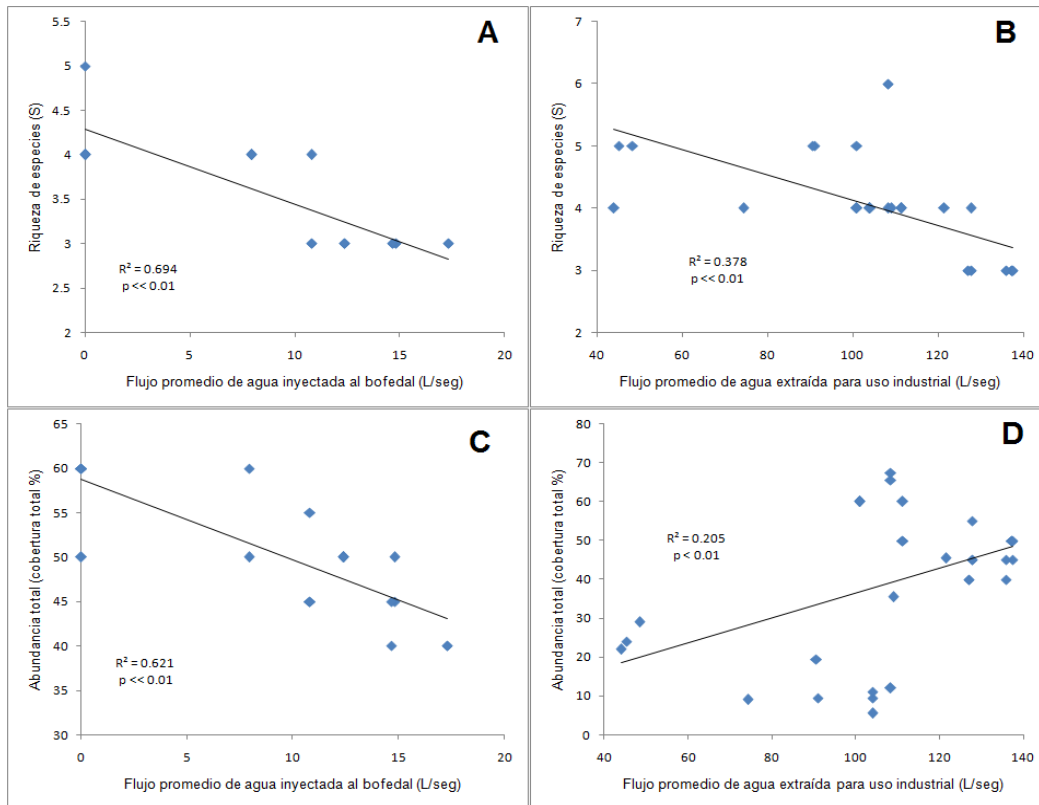 A
5.5
5
4.5
4
3.5
3
2.5
2
0 5 10 15 20
Riqueza de especies (S)
R² = 0.694
p << 0.01
Flujo promedio de agua inyectada al bofedal (L/seg)
B
7
6
5
4
3
2
40 60 80 100 120 140
Riqueza de especies (S)
R² = 0.378
p << 0.01
Flujo promedio de agua extraída para uso industrial (L/seg)
C
65
60
55
50
45
40
35
30
0 5 10 15 20
Abundancia total (cobertura total %)
R² = 0.621
p << 0.01
Flujo promedio de agua inyectada al bofedal (L/seg)
D
80
70
60
50
40
30
20
10
0
40 60 80 100 120 140
Abundancia total (cobertura total %)
R² = 0.205
p < 0.01
Flujo promedio de agua extraída para uso industrial (L/seg)